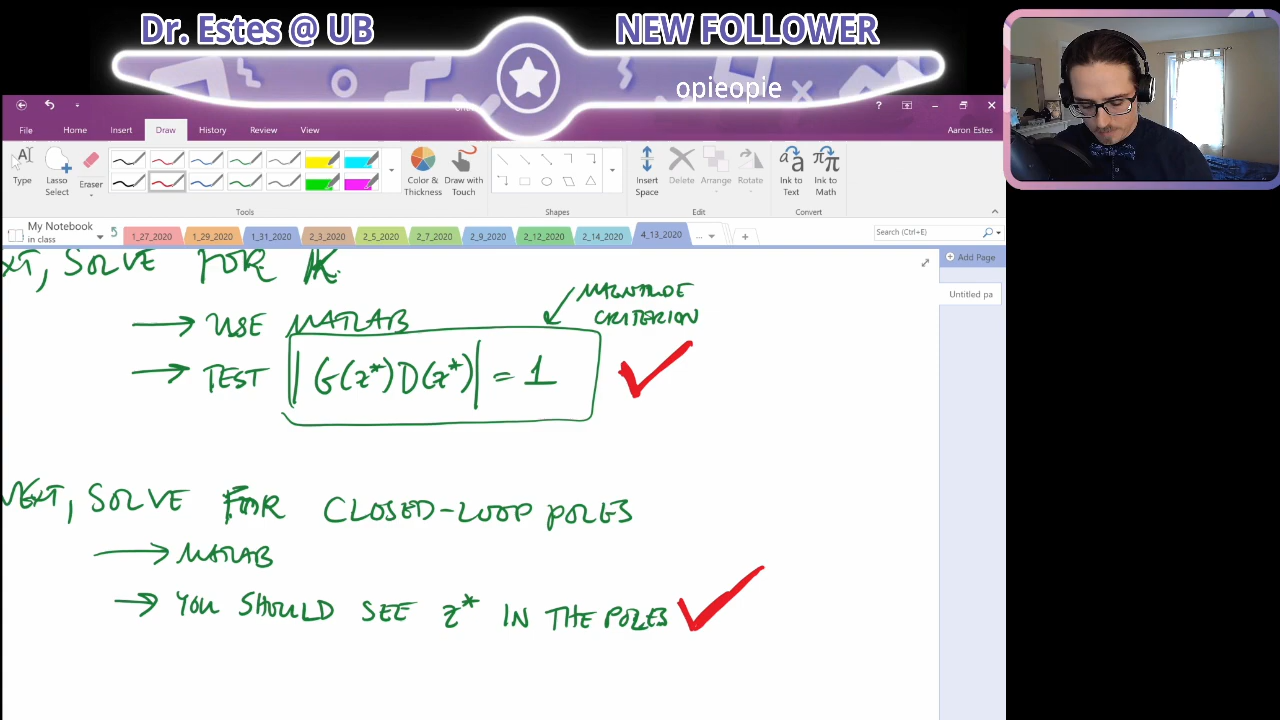 Dr. Estes @ UB
NEW FOLLOWER
opieopie
Aaron Estes
File Home Insert Draw History Review View
Type
Lasso Select
Eraser
Color & Thickness
Draw with Touch
Insert Space
Delete
Arrange
Rotate
Ink to Text
Ink to Math
Tools
Shapes
Edit
Convert
My Notebook
in class
1_27_2020 1_29_2020 1_31_2020 2_3_2020 2_5_2020 2_7_2020 2_9_2020 2_12_2020 2_14_2020 4_13_2020 ...
Search (Ctrl+E)
Add Page
Untitled pa
XT, SOLVE FOR K.
MAGNITUDE
CRITERION
→ USE MATLAB
→ TEST |G(z*)D(z*)| = 1
NEXT, SOLVE FOR CLOSED-LOOP POLES
→ MATLAB
→ YOU SHOULD SEE z* IN THE POLES